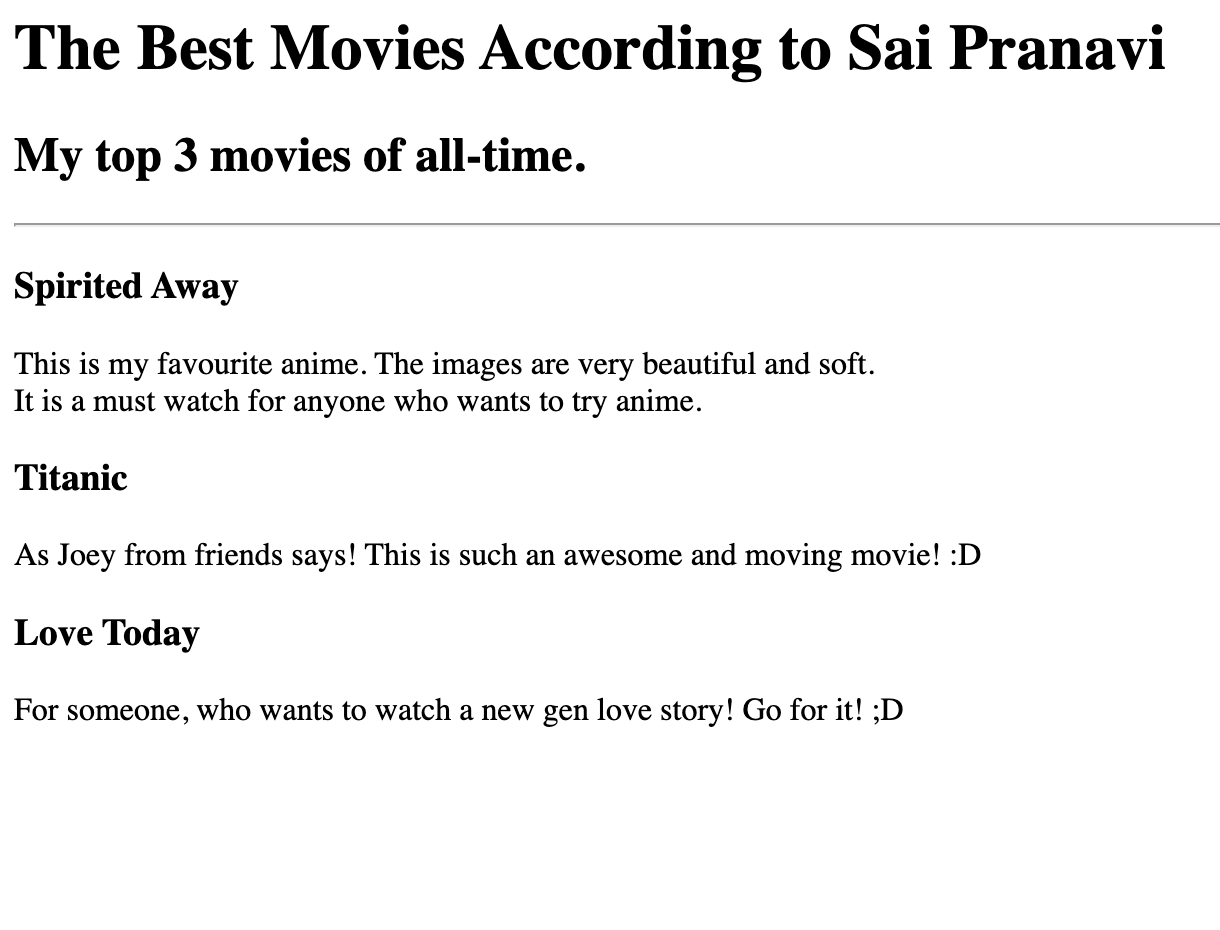 The Best Movies According to Sai Pranavi
My top 3 movies of all-time.
Spirited Away
This is my favourite anime. The images are very beautiful and soft.
It is a must watch for anyone who wants to try anime.
Titanic
As Joey from friends says! This is such an awesome and moving movie! :D
Love Today
For someone, who wants to watch a new gen love story! Go for it! ;D